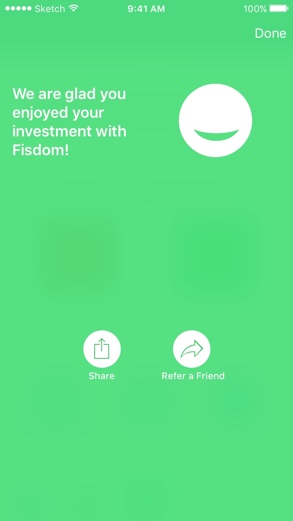 Sketch 9:41 AM 100%
Done
We are glad you
enjoyed your
investment with
Fisdom!
Share Refer a Friend